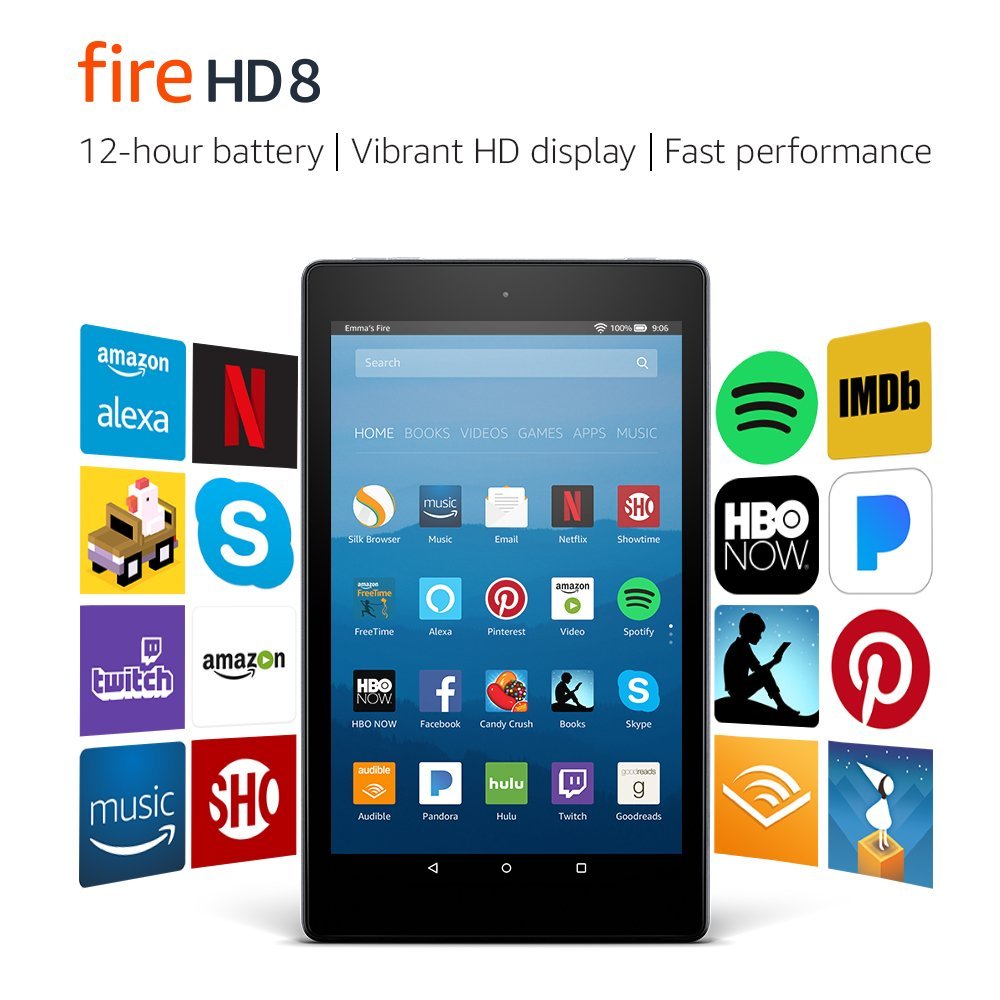 fire HD 8
12-hour battery | Vibrant HD display | Fast performance
Emma's Fire 100% 9:06
Search
HOME BOOKS VIDEOS GAMES APPS MUSIC
music
SHO
Silk Browser Music Email Netflix Showtime
amazon
FreeTime
amazon
FreeTime Alexa Pinterest Video Spotify
HBO
NOW
HBO NOW Facebook Candy Crush Books Skype
audible
hulu
goodreads
g
Audible Pandora Hulu Twitch Goodreads
amazon
alexa
N
S
twitch
amazon
music
SHO
IMDb
HBO
NOW
P
P